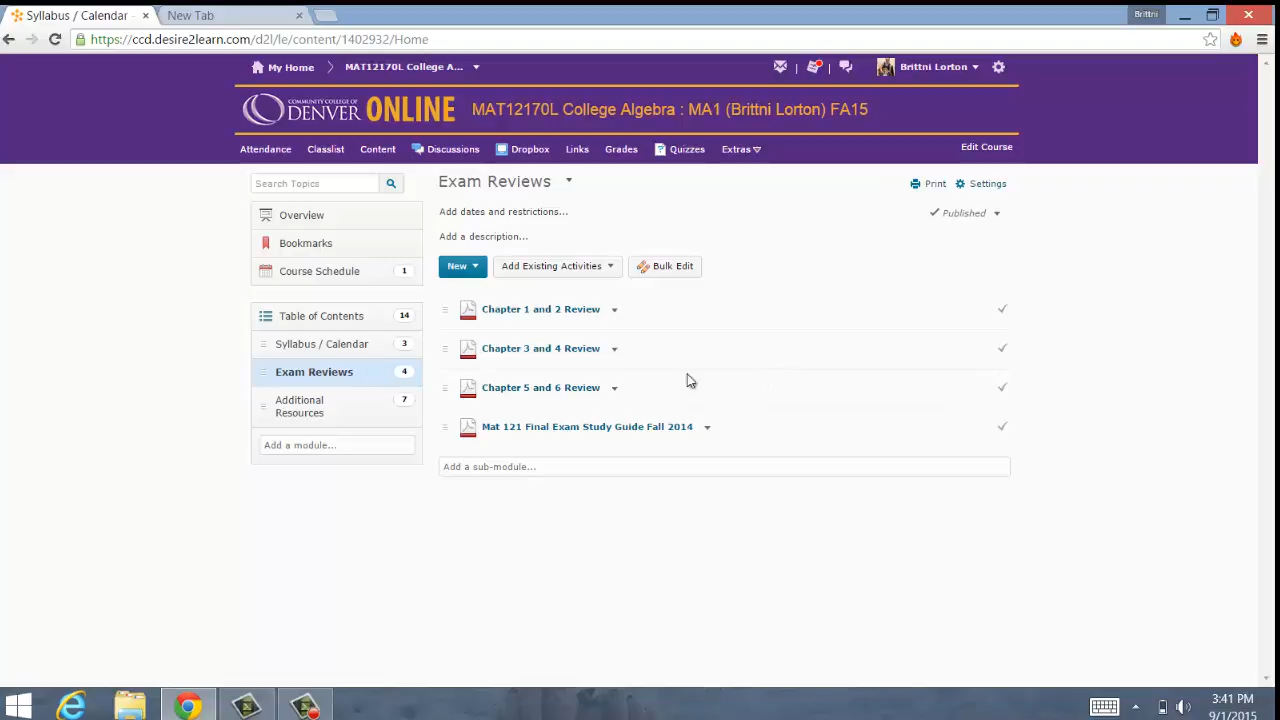 Syllabus / Calendar - × New Tab × Brittni
https://ccd.desire2learn.com/d2l/le/content/1402932/Home
My Home MAT12170L College A... Brittni Lorton
COMMUNITY COLLEGE OF DENVER ONLINE MAT12170L College Algebra : MA1 (Brittni Lorton) FA15
Attendance Classlist Content Discussions Dropbox Links Grades Quizzes Extras Edit Course
Search Topics
Exam Reviews
Print Settings
Overview
Add dates and restrictions...
Published
Bookmarks
Add a description...
Course Schedule 1
New Add Existing Activities Bulk Edit
Table of Contents 14
Chapter 1 and 2 Review
Syllabus / Calendar 3
Chapter 3 and 4 Review
Exam Reviews 4
Chapter 5 and 6 Review
Additional Resources 7
Mat 121 Final Exam Study Guide Fall 2014
Add a module...
Add a sub-module...
3:41 PM
9/1/2015